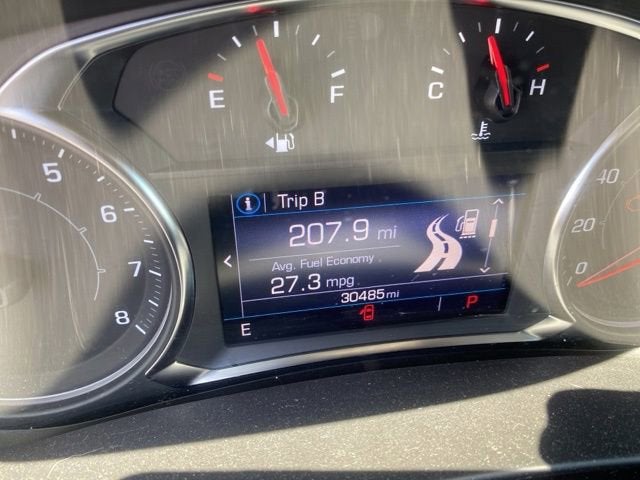 E F
C H
5
6
7
8
i Trip B
207.9 mi
Avg. Fuel Economy
27.3 mpg
30485 mi
E P
40
20
0